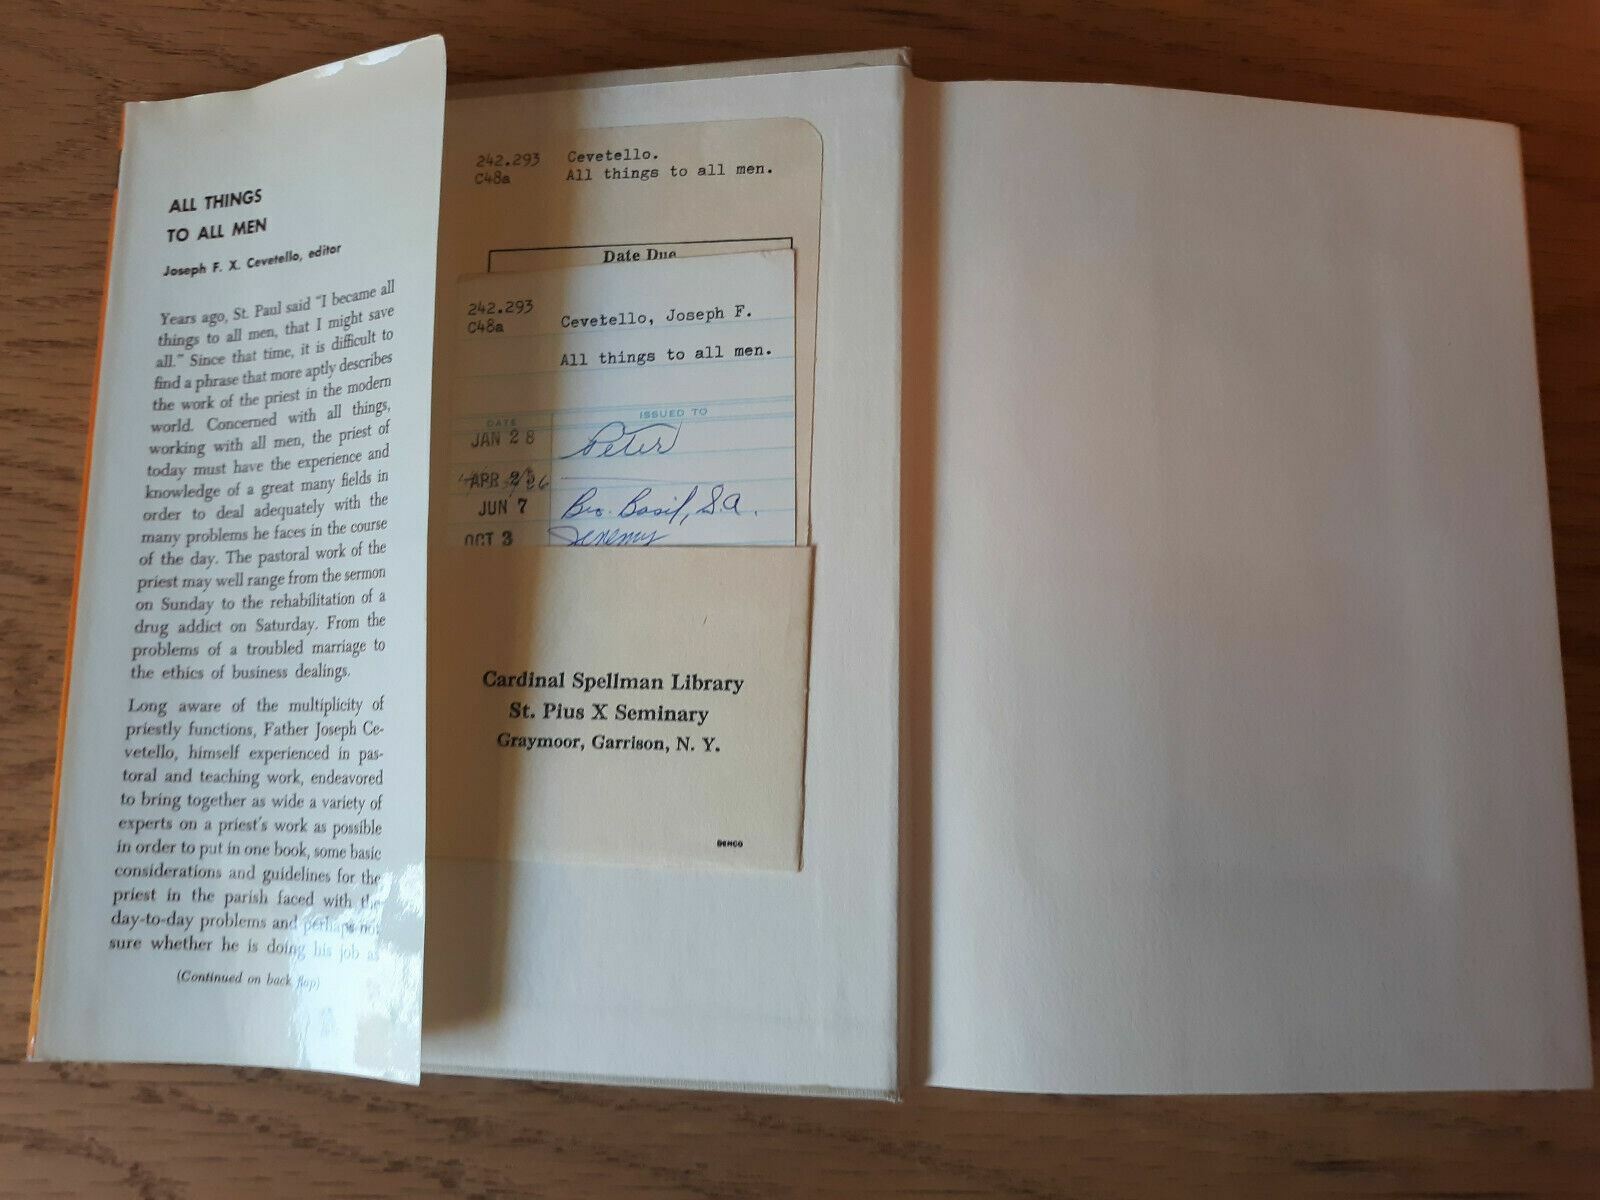 ALL THINGS
TO ALL MEN
Joseph F. X. Cevetello, editor
Years ago, St. Paul said "I became all
things to all men, that I might save
all." Since that time, it is difficult to
find a phrase that more aptly describes
the work of the priest in the modern
world. Concerned with all things,
working with all men, the priest of
today must have the experience and
knowledge of a great many fields in
order to deal adequately with the
many problems he faces in the course
of the day. The pastoral work of the
priest may well range from the sermon
on Sunday to the rehabilitation of a
drug addict on Saturday. From the
problems of a troubled marriage to
the ethics of business dealings.
Long aware of the multiplicity of
priestly functions, Father Joseph Ce-
vetello, himself experienced in pas-
toral and teaching work, endeavored
to bring together as wide a variety of
experts on a priest's work as possible
in order to put in one book, some basic
considerations and guidelines for the
priest in the parish faced with the
day-to-day problems and perhaps not
sure whether he is doing his job as
(Continued on back flap)
242.293 Cevetello.
C48a All things to all men.
Date Due
242.293 Cevetello, Joseph F.
C48a
All things to all men.
DATE ISSUED TO
JAN 28 Peter
APR 25
JUN 7 Bro. Basil, S.A.
OCT 3 Jeremy
Cardinal Spellman Library
St. Pius X Seminary
Graymoor, Garrison, N. Y.
DEMCO